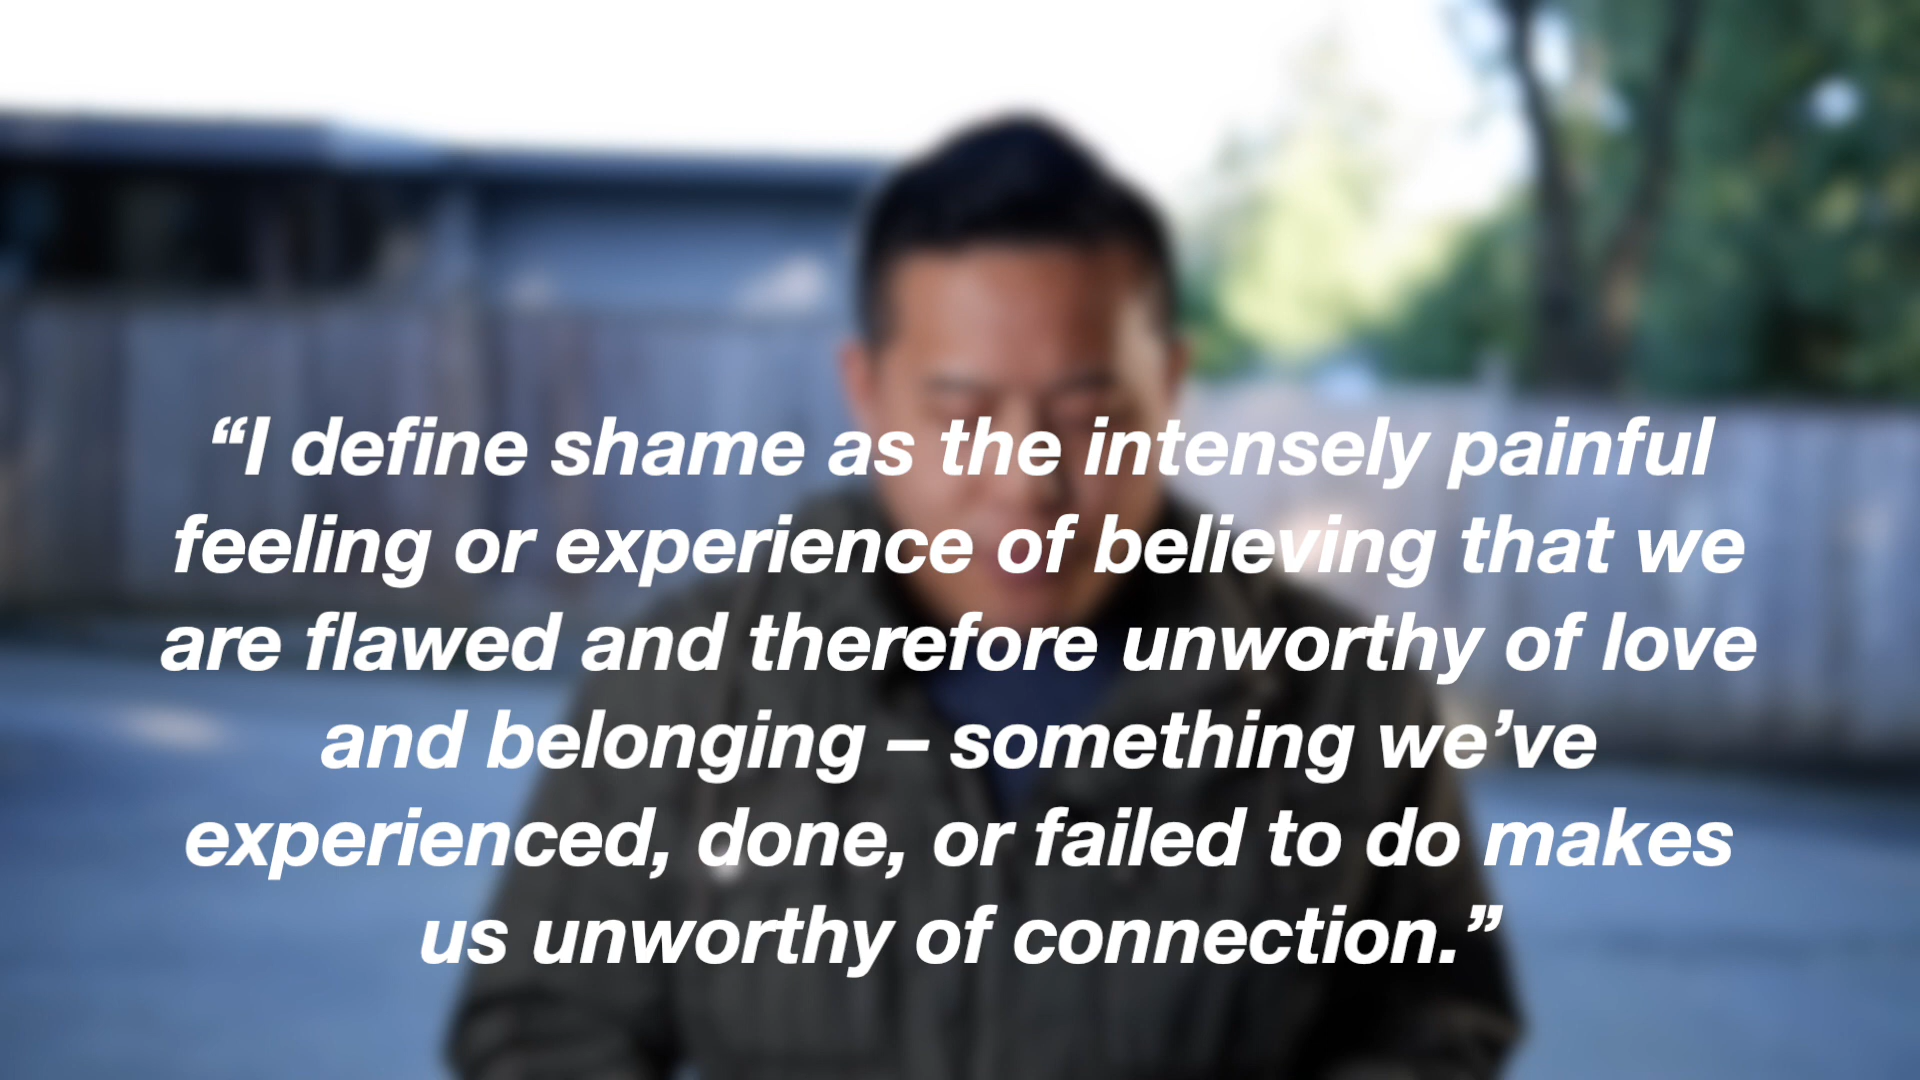 “I define shame as the intensely painful
feeling or experience of believing that we
are flawed and therefore unworthy of love
and belonging – something we’ve
experienced, done, or failed to do makes
us unworthy of connection.”